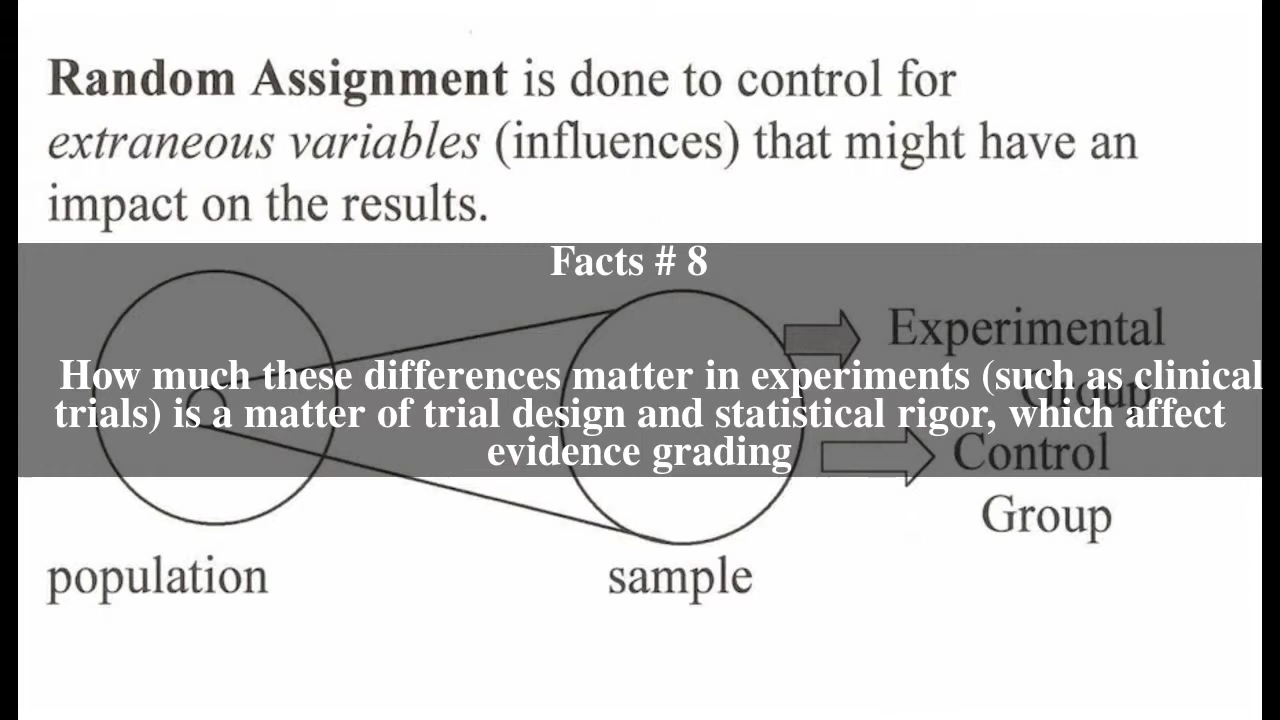 Random Assignment is done to control for
extraneous variables (influences) that might have an
impact on the results.
Facts # 8
Experimental
Group
How much these differences matter in experiments (such as clinical
trials) is a matter of trial design and statistical rigor, which affect
evidence grading
Control
Group
population
sample